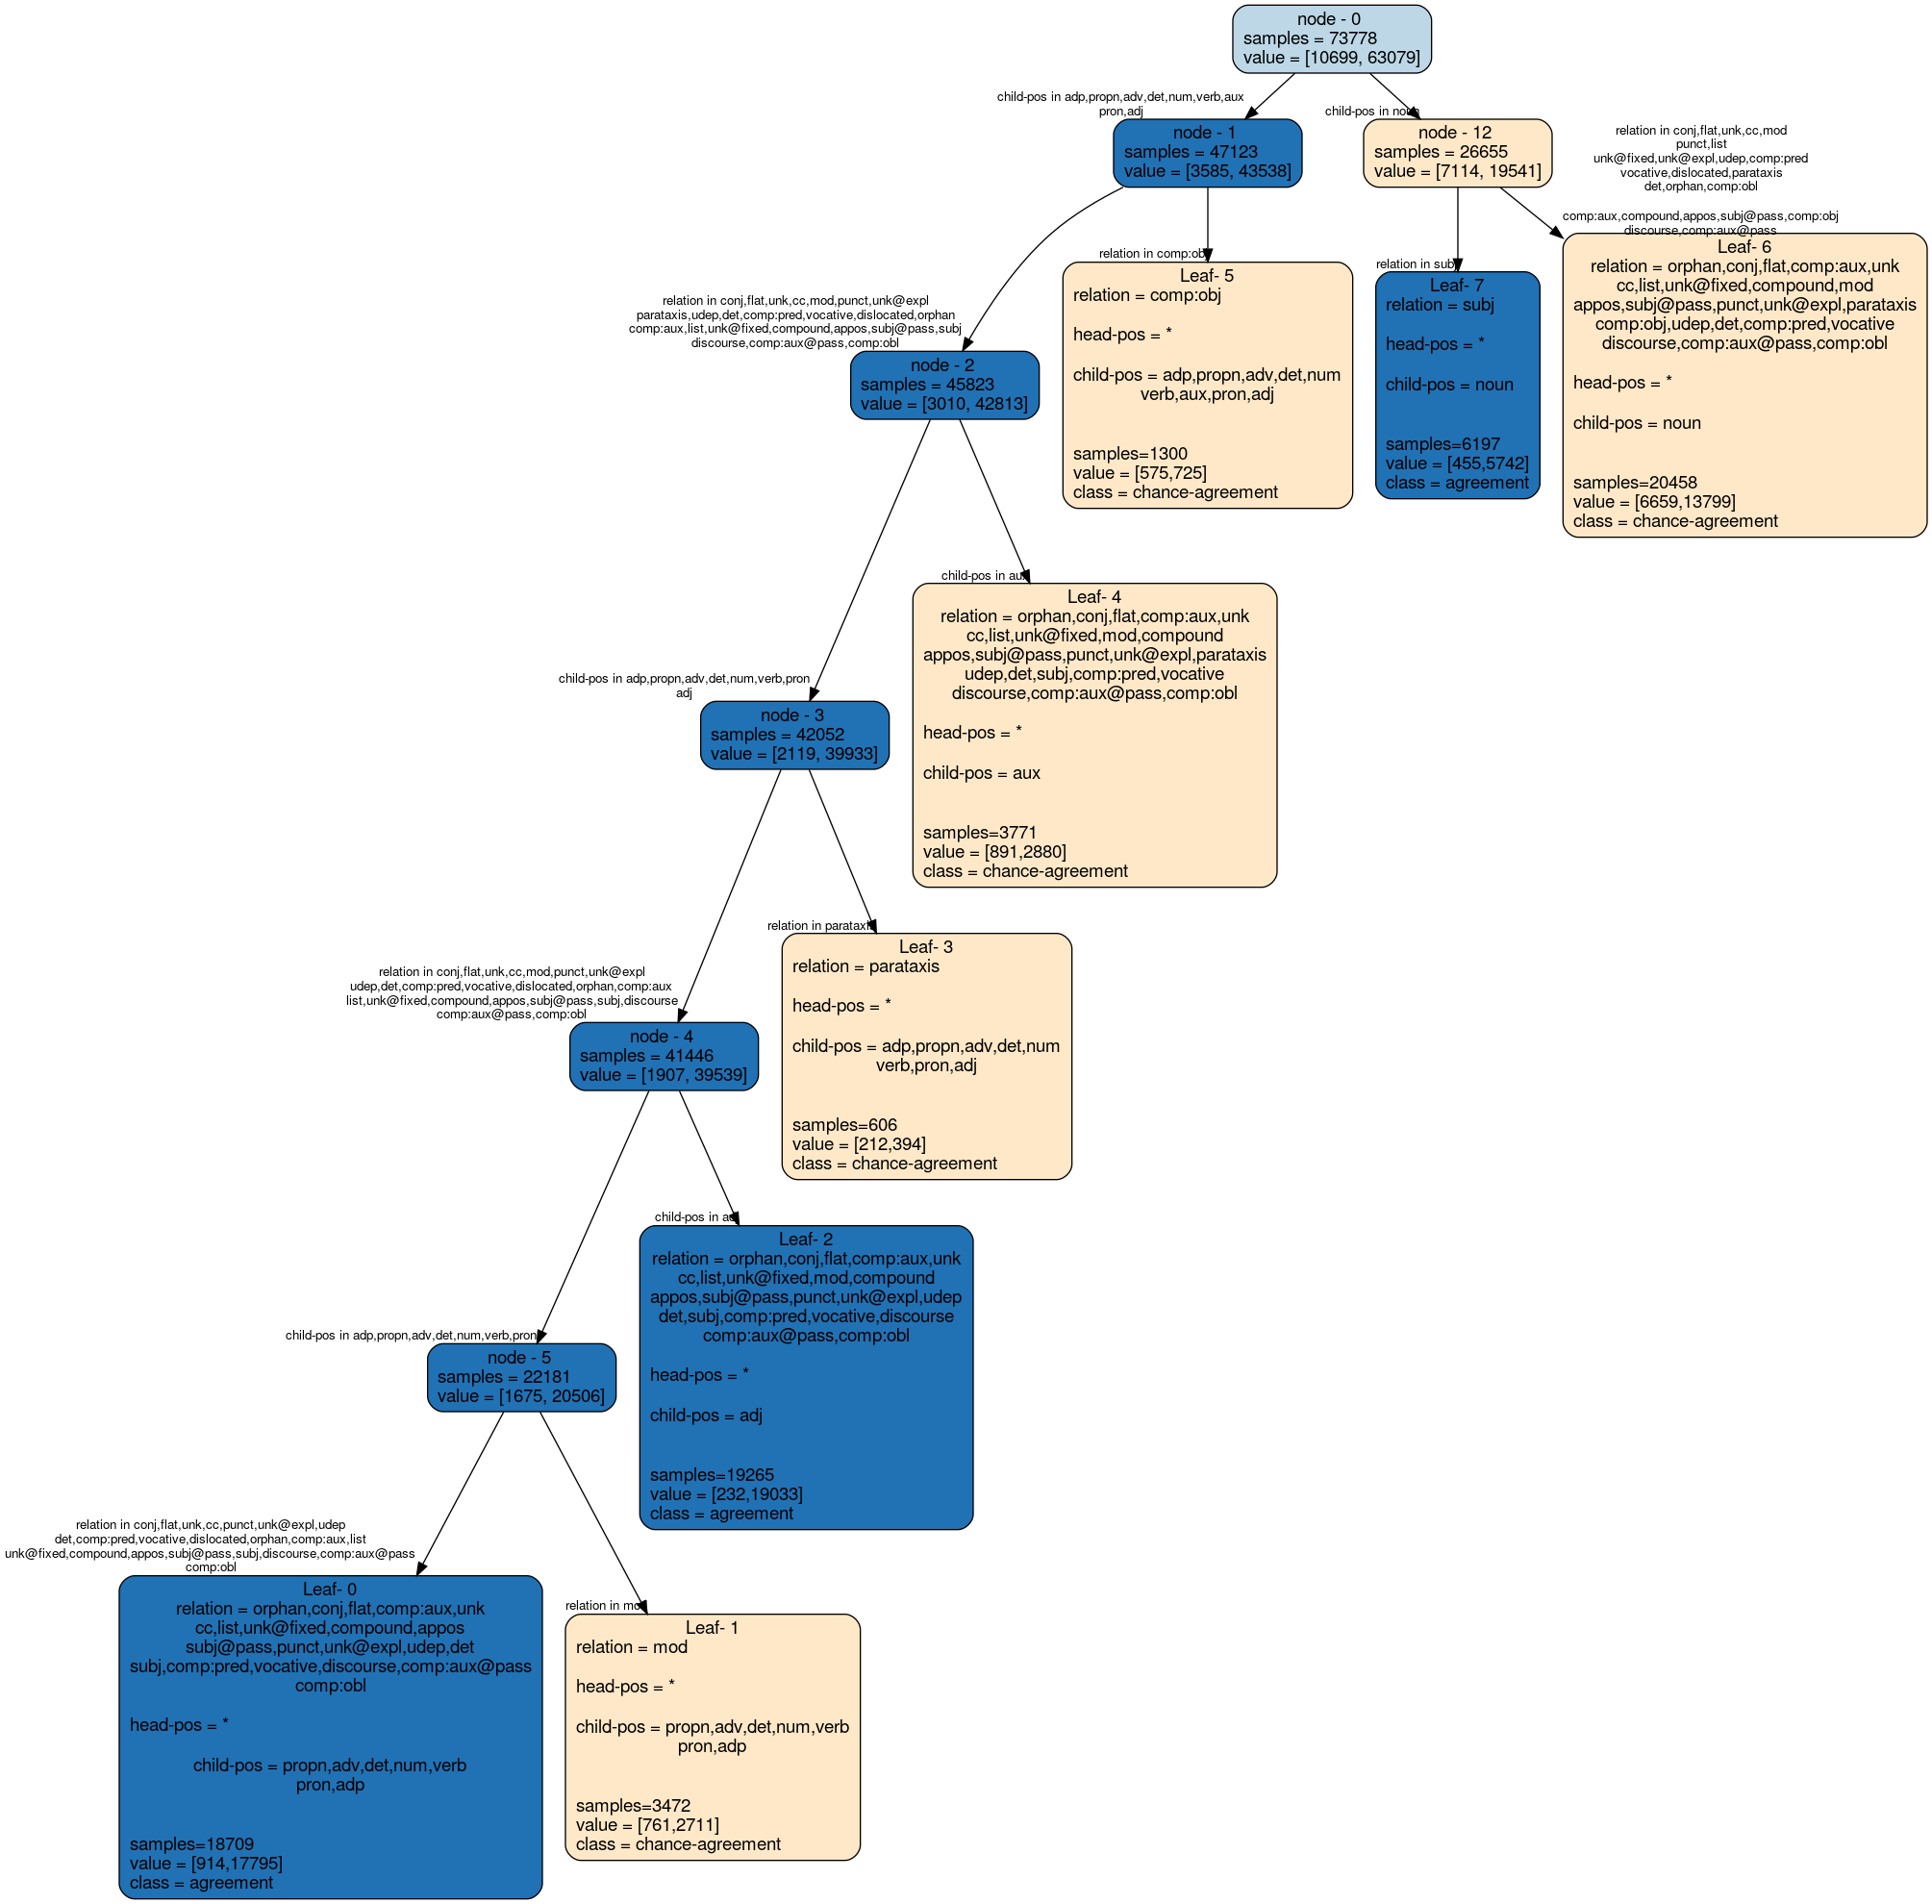 node - 0
samples = 73778
value = [10699, 63079]
child-pos in adp,propn,adv,det,num,verb,aux
pron,adj
child-pos in noun
node - 1
samples = 47123
value = [3585, 43538]
node - 12
samples = 26655
value = [7114, 19541]
relation in conj,flat,unk,cc,mod
punct,list
unk@fixed,unk@expl,udep,comp:pred
vocative,dislocated,parataxis
det,orphan,comp:obl
comp:aux,compound,appos,subj@pass,comp:obj
discourse,comp:aux@pass
relation in comp:obj
relation in subj
Leaf- 5
relation = comp:obj
head-pos = *
child-pos = adp,propn,adv,det,num
verb,aux,pron,adj
samples=1300
value = [575,725]
class = chance-agreement
Leaf- 7
relation = subj
head-pos = *
child-pos = noun
samples=6197
value = [455,5742]
class = agreement
Leaf- 6
relation = orphan,conj,flat,comp:aux,unk
cc,list,unk@fixed,compound,mod
appos,subj@pass,punct,unk@expl,parataxis
comp:obj,udep,det,comp:pred,vocative
discourse,comp:aux@pass,comp:obl
head-pos = *
child-pos = noun
samples=20458
value = [6659,13799]
class = chance-agreement
relation in conj,flat,unk,cc,mod,punct,unk@expl
parataxis,udep,det,comp:pred,vocative,dislocated,orphan
comp:aux,list,unk@fixed,compound,appos,subj@pass,subj
discourse,comp:aux@pass,comp:obl
node - 2
samples = 45823
value = [3010, 42813]
child-pos in aux
Leaf- 4
relation = orphan,conj,flat,comp:aux,unk
cc,list,unk@fixed,mod,compound
appos,subj@pass,punct,unk@expl,parataxis
udep,det,subj,comp:pred,vocative
discourse,comp:aux@pass,comp:obl
head-pos = *
child-pos = aux
samples=3771
value = [891,2880]
class = chance-agreement
child-pos in adp,propn,adv,det,num,verb,pron
adj
node - 3
samples = 42052
value = [2119, 39933]
relation in parataxis
Leaf- 3
relation = parataxis
head-pos = *
child-pos = adp,propn,adv,det,num
verb,pron,adj
samples=606
value = [212,394]
class = chance-agreement
relation in conj,flat,unk,cc,mod,punct,unk@expl
udep,det,comp:pred,vocative,dislocated,orphan,comp:aux
list,unk@fixed,compound,appos,subj@pass,subj,discourse
comp:aux@pass,comp:obl
node - 4
samples = 41446
value = [1907, 39539]
child-pos in adj
Leaf- 2
relation = orphan,conj,flat,comp:aux,unk
cc,list,unk@fixed,mod,compound
appos,subj@pass,punct,unk@expl,udep
det,subj,comp:pred,vocative,discourse
comp:aux@pass,comp:obl
head-pos = *
child-pos = adj
samples=19265
value = [232,19033]
class = agreement
child-pos in adp,propn,adv,det,num,verb,pron
node - 5
samples = 22181
value = [1675, 20506]
relation in conj,flat,unk,cc,punct,unk@expl,udep
det,comp:pred,vocative,dislocated,orphan,comp:aux,list
unk@fixed,compound,appos,subj@pass,subj,discourse,comp:aux@pass
comp:obl
relation in mod
Leaf- 0
relation = orphan,conj,flat,comp:aux,unk
cc,list,unk@fixed,compound,appos
subj@pass,punct,unk@expl,udep,det
subj,comp:pred,vocative,discourse,comp:aux@pass
comp:obl
head-pos = *
child-pos = propn,adv,det,num,verb
pron,adp
samples=18709
value = [914,17795]
class = agreement
Leaf- 1
relation = mod
head-pos = *
child-pos = propn,adv,det,num,verb
pron,adp
samples=3472
value = [761,2711]
class = chance-agreement